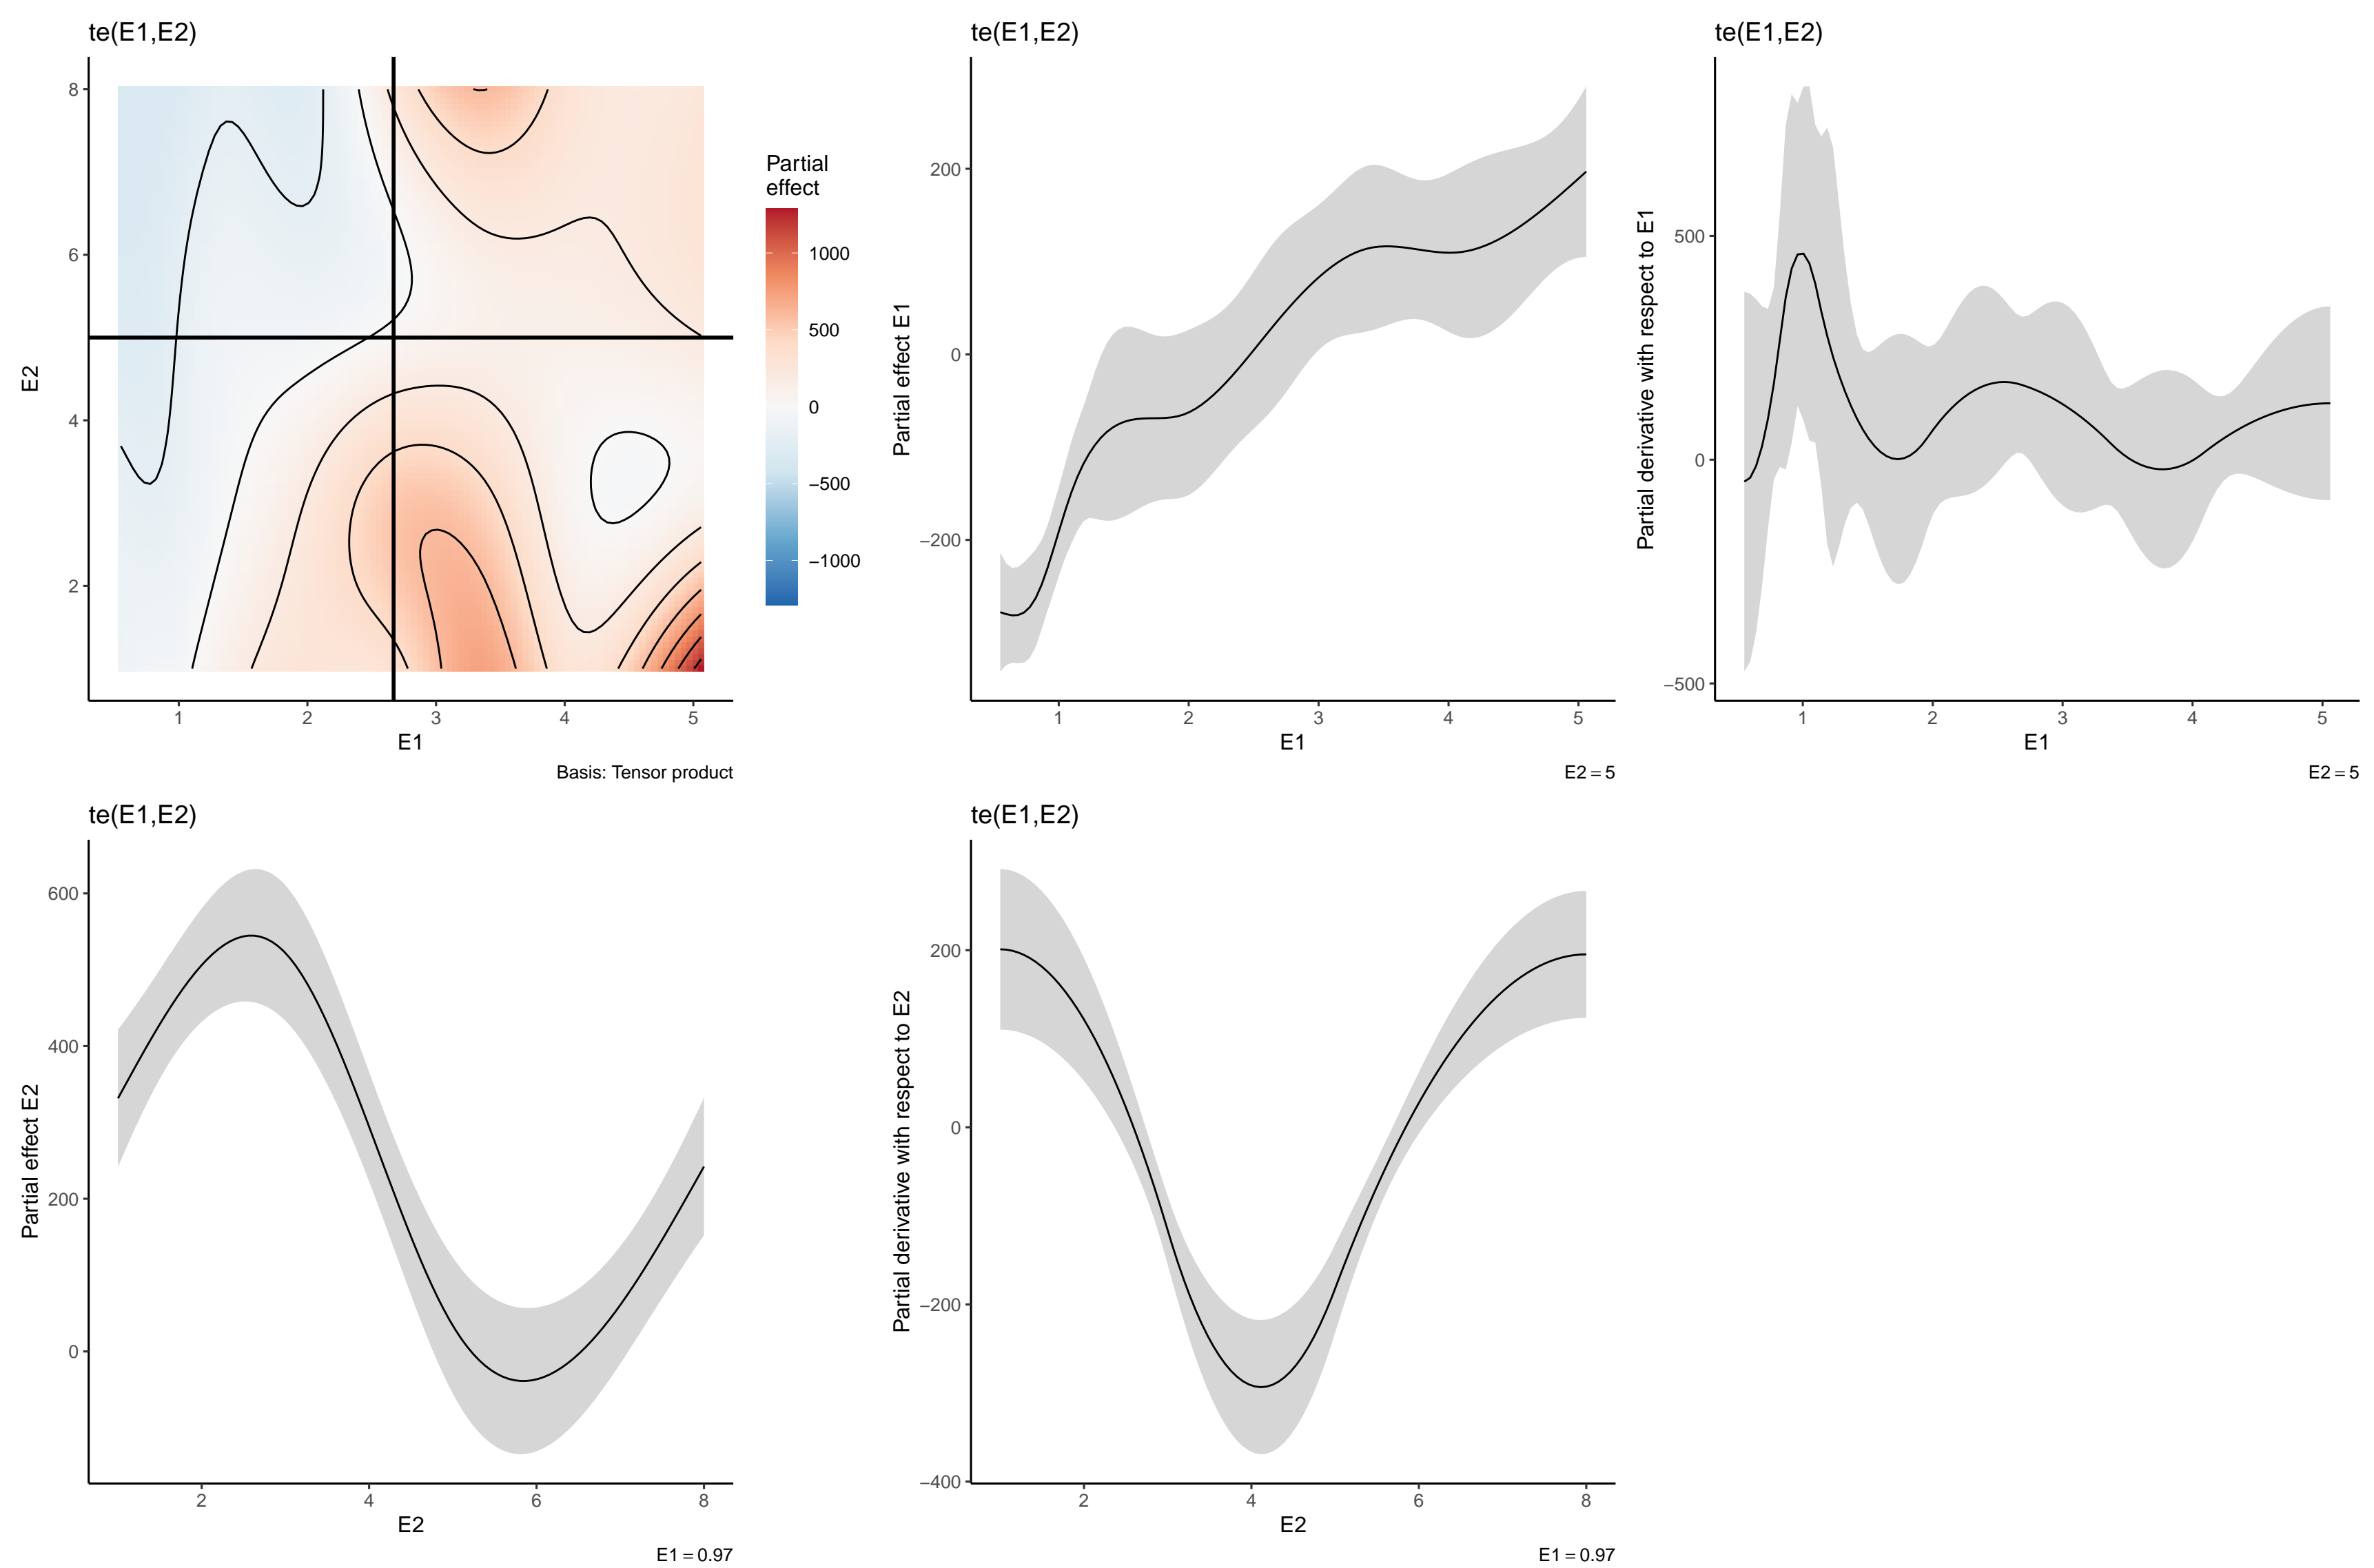 te(E1,E2)
8
6
4
2
E2
1
2
3
4
5
E1
Basis: Tensor product
Partial
effect
1000
500
0
−500
−1000
te(E1,E2)
Partial effect E1
200
0
−200
1
2
3
4
5
E1
E2 = 5
te(E1,E2)
Partial derivative with respect to E1
500
0
−500
1
2
3
4
5
E1
E2 = 5
te(E1,E2)
Partial effect E2
600
400
200
0
2
4
6
8
E2
E1 = 0.97
te(E1,E2)
Partial derivative with respect to E2
200
0
−200
−400
2
4
6
8
E2
E1 = 0.97